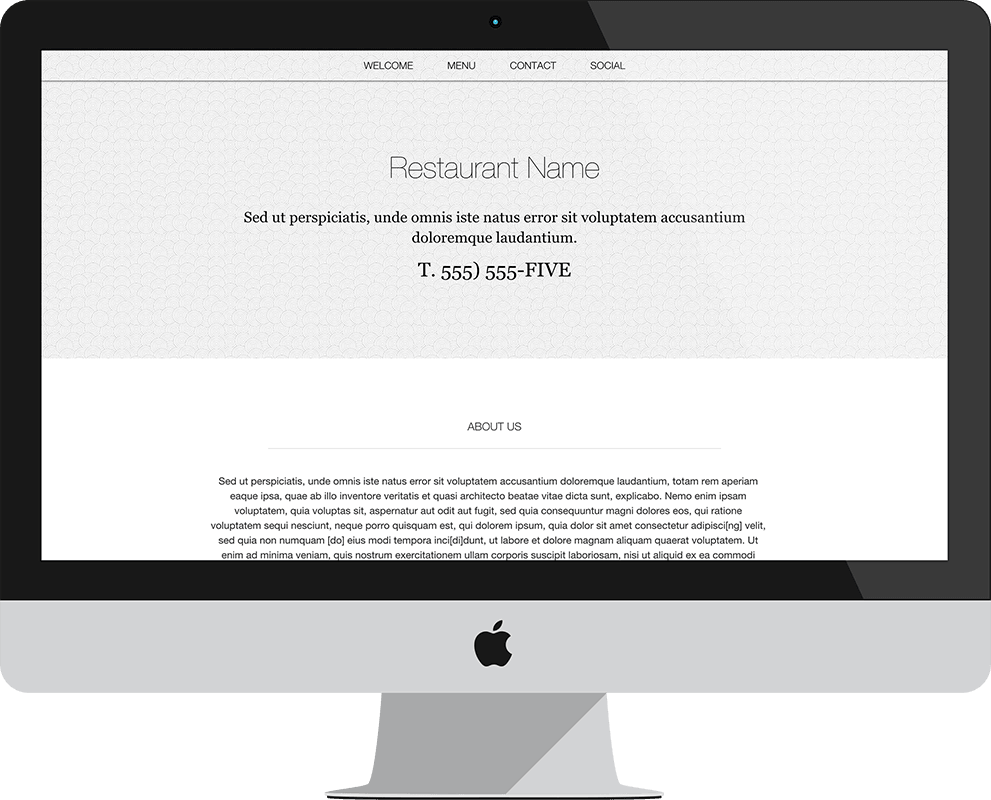 WELCOME MENU CONTACT SOCIAL
Restaurant Name
Sed ut perspiciatis, unde omnis iste natus error sit voluptatem accusantium
doloremque laudantium.
T. 555) 555-FIVE
ABOUT US
Sed ut perspiciatis, unde omnis iste natus error sit voluptatem accusantium doloremque laudantium, totam rem aperiam
eaque ipsa, quae ab illo inventore veritatis et quasi architecto beatae vitae dicta sunt, explicabo. Nemo enim ipsam
voluptatem, quia voluptas sit, aspernatur aut odit aut fugit, sed quia consequuntur magni dolores eos, qui ratione
voluptatem sequi nesciunt, neque porro quisquam est, qui dolorem ipsum, quia dolor sit amet consectetur adipisci[ng] velit,
sed quia non numquam [do] eius modi tempora inci[di]dunt, ut labore et dolore magnam aliquam quaerat voluptatem. Ut
enim ad minima veniam, quis nostrum exercitationem ullam corporis suscipit laboriosam, nisi ut aliquid ex ea commodi